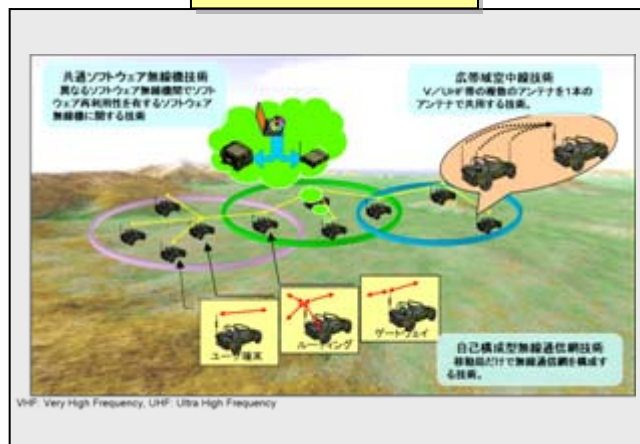 共通ソフトウェア無線機技術
異なるソフトウェア無線機間でソフト
ウェア再利用性を有するソフトウェア
無線機に関する技術
広帯域空中線技術
V/UHF帯の複数のアンテナを1本の
アンテナで共用する技術。
ユーザ端末
ルーティング
ゲートウェイ
自己構成型無線通信網技術
移動局だけで無線通信網を構成す
る技術。
VHF: Very High Frequency, UHF: Ultra High Frequency